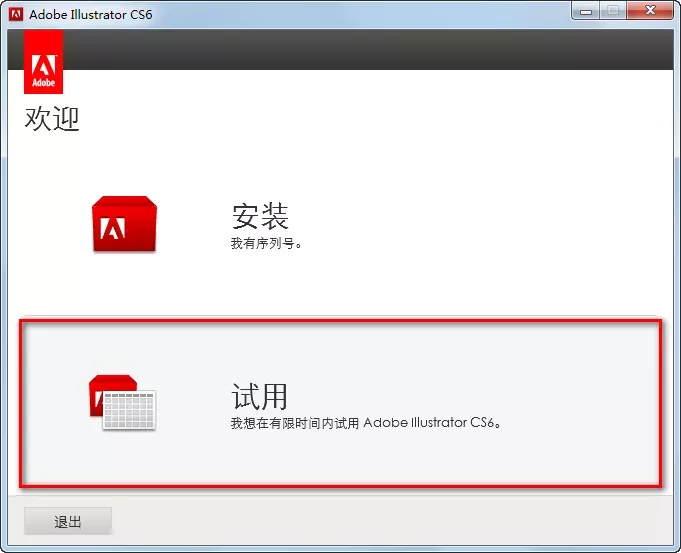 Adobe Illustrator CS6
Adobe
欢迎
安装
我有序列号。
试用
我想在有限时间内试用 Adobe Illustrator CS6。
退出